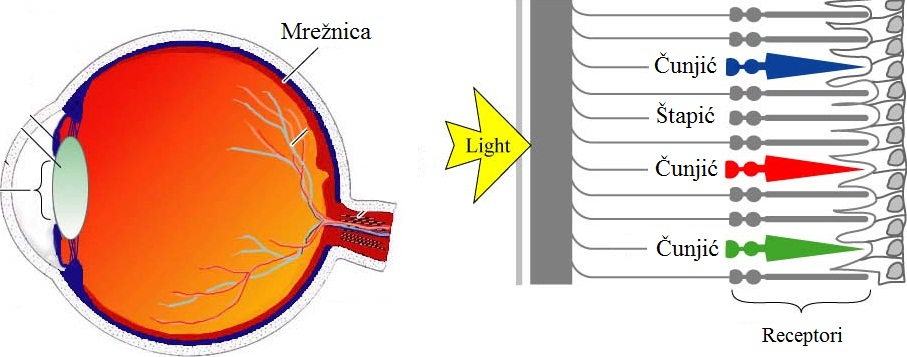 Mrežnica
Čunjić
Štapić
Light
Čunjić
Čunjić
Receptori